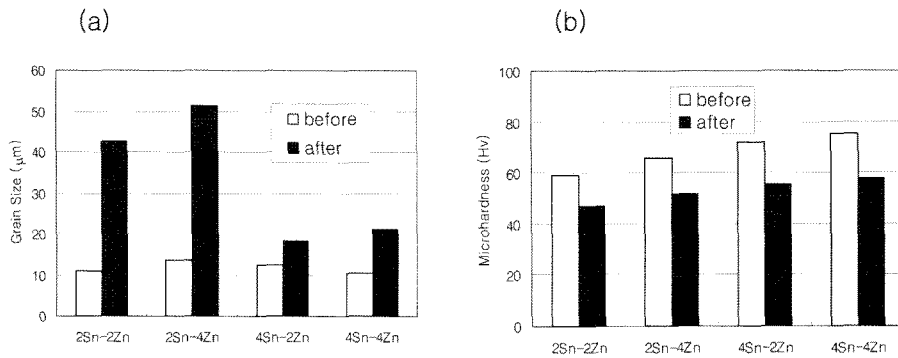 (a)
(b)
60
50
40
30
20
10
0
Grain Size (μm)
before
after
2Sn-2Zn
2Sn-4Zn
4Sn-2Zn
4Sn-4Zn
100
80
60
40
20
0
Microhardness (Hv)
before
after
2Sn-2Zn
2Sn-4Zn
4Sn-2Zn
4Sn-4Zn